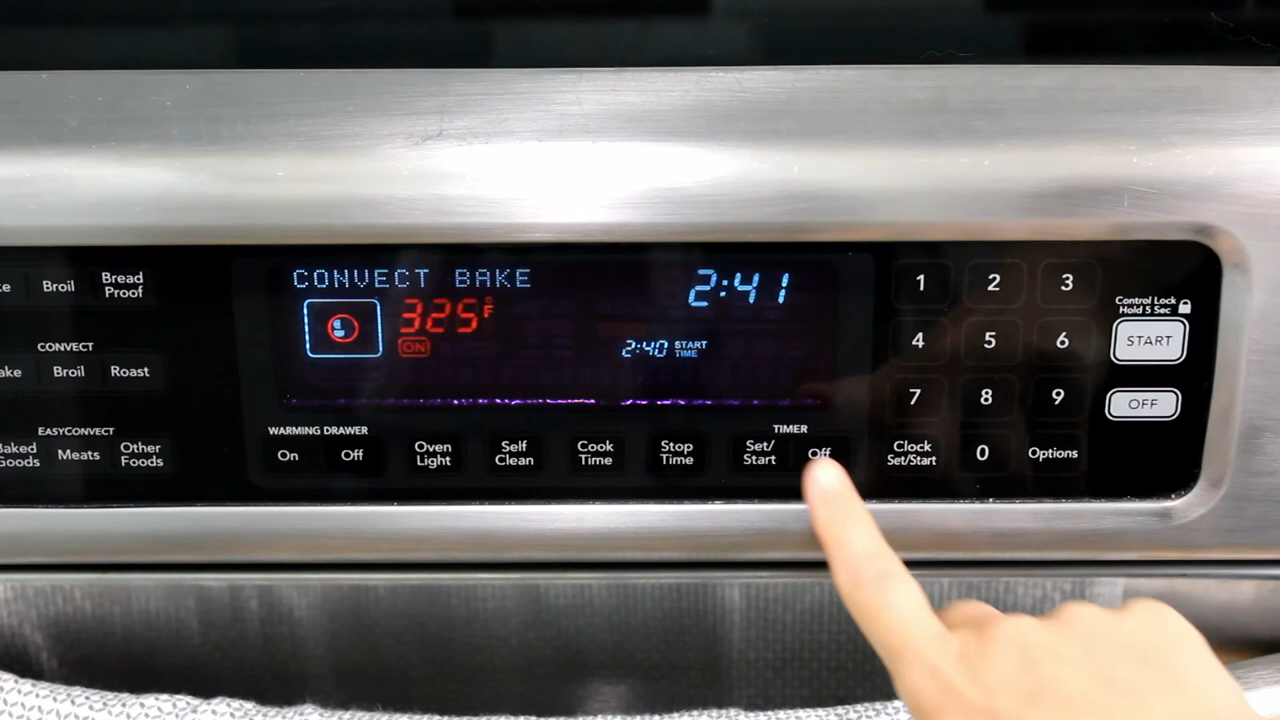 Broil
Bread
Proof
CONVECT
Broil
Roast
EASYCONVECT
Meats
Other
Foods
CONVECT BAKE
2:41
325°F
ON
2:40 START
TIME
WARMING DRAWER
On
Off
Oven
Light
Self
Clean
Cook
Time
Stop
Time
TIMER
Set/
Start
Off
1 2 3
4 5 6
7 8 9
Clock
Set/Start
0
Options
Control Lock
Hold 5 Sec
START
OFF